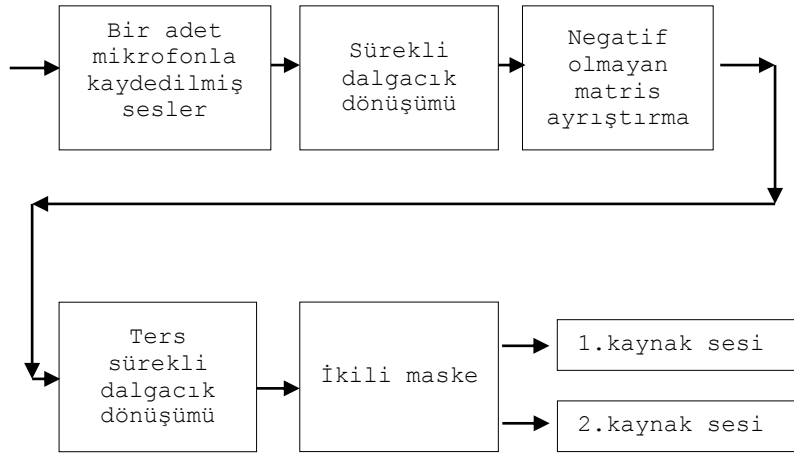 Bir adet
mikrofonla
kaydedilmiş
sesler
Sürekli
dalgacık
dönüşümü
Negatif
olmayan
matris
ayrıştırma
Ters
sürekli
dalgacık
dönüşümü
İkili maske
1.kaynak sesi
2.kaynak sesi